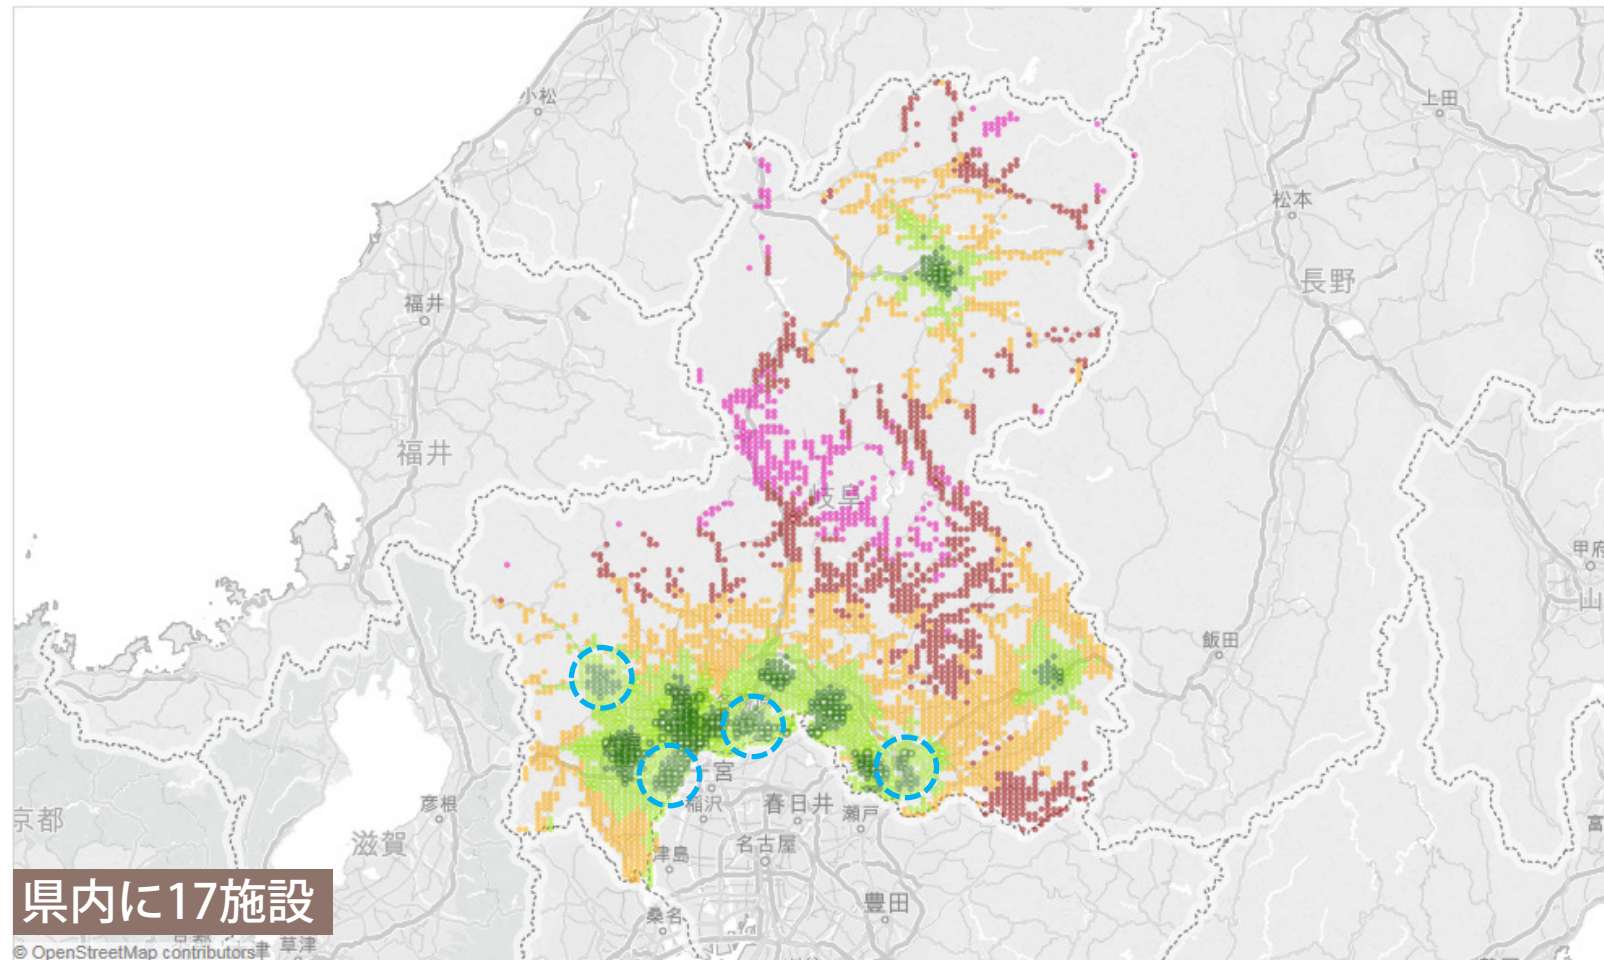 小松
上田
松本
長野
福井
福井
岐阜
甲府
山
飯田
宮
稲沢
春日井
瀬戸
彦根
京都
滋賀
名古屋
津島
富
豊田
県内に17施設
桑名
草津
© OpenStreetMap contributors